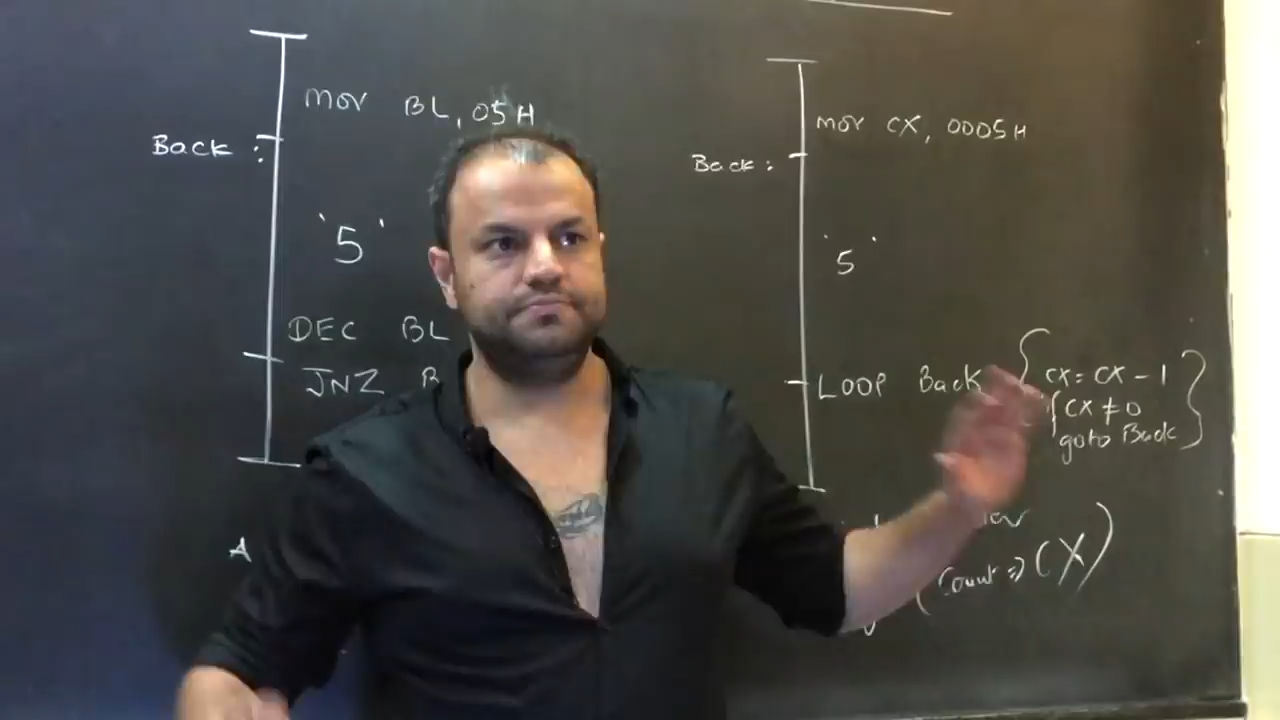 mov BL, 05H
Back :
'5'
DEC BL
JNZ B
A
mov CX, 0005H
Back :
'5'
LOOP Back { CX = CX - 1
{ CX ≠ 0
goto Back }
(Count ⇒) CX)